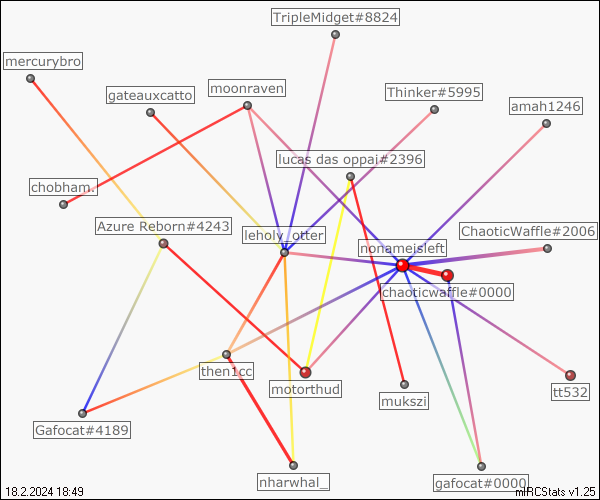 TripleMidget#8824
mercurybro
gateauxcatto
moonraven
Thinker#5995
amah1246
lucas das oppai#2396
chobham_
Azure Reborn#4243
leholy_otter
nonameisleft
ChaoticWaffle#2006
chaoticwaffle#0000
then1cc
motorthud
mukszi
tt532
Gafocat#4189
nharwhal_
gafocat#0000
18.2.2024 18:49
mIRCStats v1.25